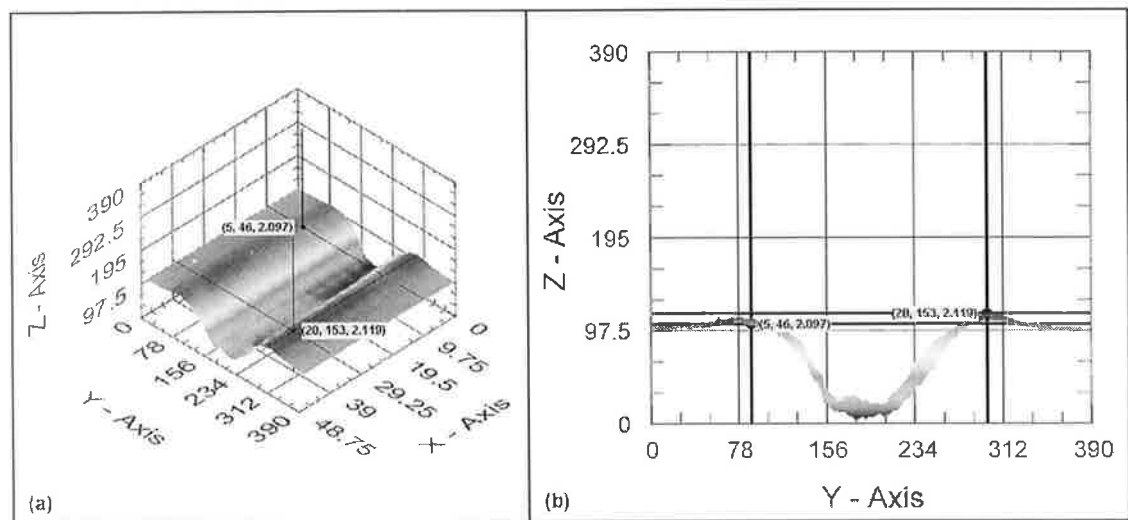 390
292.5
195
97.5
0
Z - Axis
(5, 46, 2.097)
(20, 153, 2.119)
0
78
156
234
312
390
Y - Axis
0
9.75
19.5
29.25
39
48.75
X - Axis
(a)
390
292.5
195
97.5
0
Z - Axis
(20, 153, 2.119)
(5, 46, 2.097)
0 78 156 234 312 390
Y - Axis
(b)